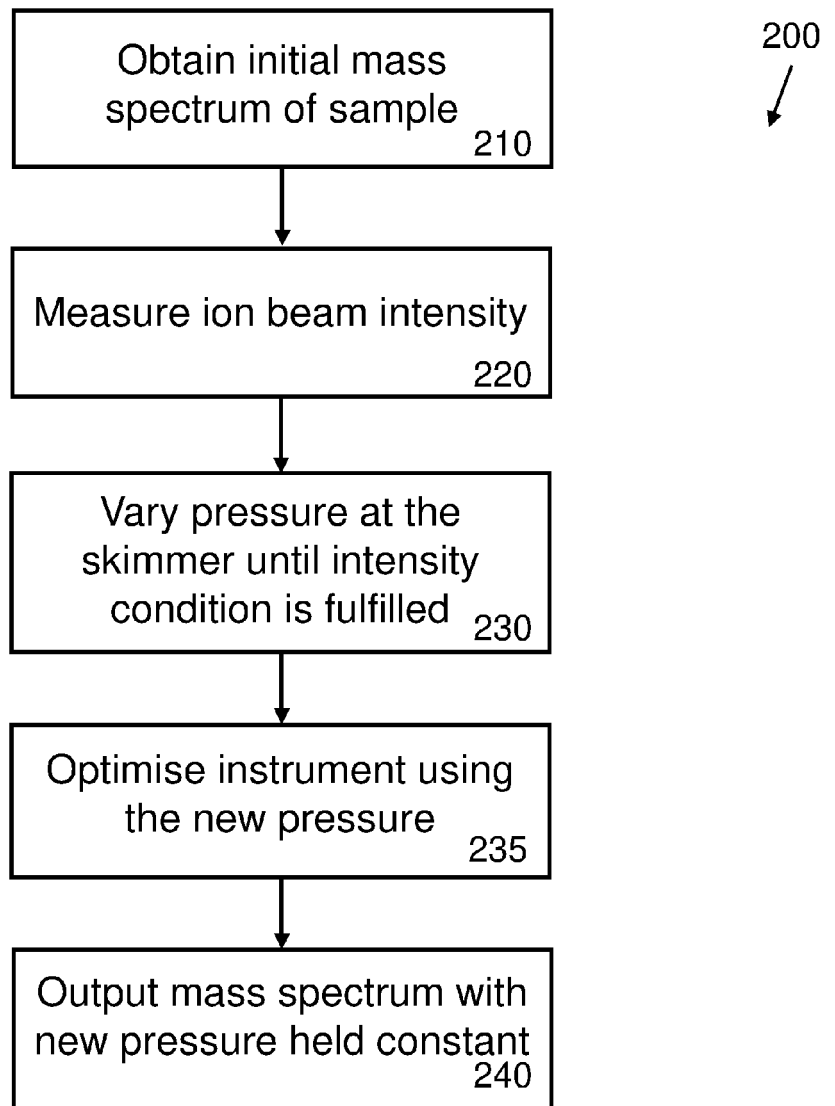 200
Obtain initial mass
spectrum of sample
210
Measure ion beam intensity
220
Vary pressure at the
skimmer until intensity
condition is fulfilled
230
Optimise instrument using
the new pressure
235
Output mass spectrum with
new pressure held constant
240